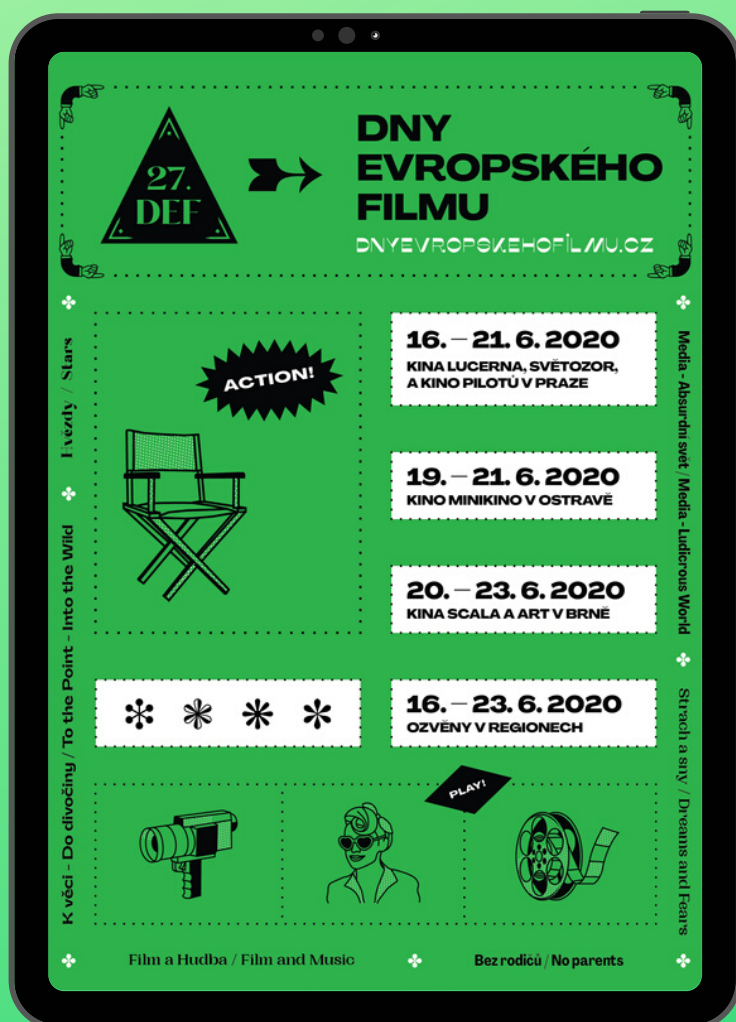 27.
DEF
DNY
EVROPSKÉHO
FILMU
DNYEVROPSKEHOFILMU.CZ
Hvězdy / Stars
K věci - Do divočiny / To the Point - Into the Wild
ACTION!
16. — 21. 6. 2020
KINA LUCERNA, SVĚTOZOR,
A KINO PILOTŮ V PRAZE
19. — 21. 6. 2020
KINO MINIKINO V OSTRAVĚ
20. — 23. 6. 2020
KINA SCALA A ART V BRNĚ
16. — 23. 6. 2020
OZVĚNY V REGIONECH
PLAY!
Media - Absurdní svět / Media - Ludicrous World
Strach a sny / Dreams and Fears
Film a Hudba / Film and Music
Bez rodičů / No parents